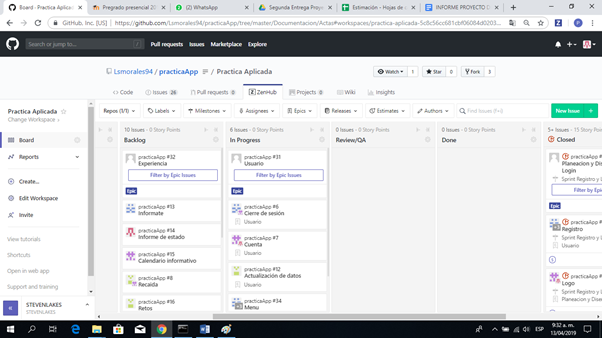 Board - Practica Aplica
Pregrado presencial 20
(2) WhatsApp
Segunda Entrega Proyec
Estimación - Hojas de
INFORME PROYECTO D
GitHub, Inc. [US] | https://github.com/Lsmorales94/practicaApp/tree/master/Documentacion/Actas#workspaces/practica-aplicada-5c8c56cc681cbf06084d0203...
Search or jump to...
Pull requests Issues Marketplace Explore
Lsmorales94 / practicaApp / Practica Aplicada
Watch 1 Star 0 Fork 3
Code Issues 26 Pull requests 0 ZenHub Projects 0 Wiki Insights
Practica Aplicada
Change Workspace
Board
Reports
Create...
Edit Workspace
Invite
View tutorials
Shortcuts
Open in web app
Support and training
STEVENLAKES
STEVENLAKES
Repos (1/1) Labels Milestones Assignees Epics Releases Estimates Authors Find Issues New Issue
10 Issues · 0 Story Points
Backlog
practicaApp #32
Experiencia
Filter by Epic Issues
Epic
practicaApp #13
Informate
practicaApp #14
Informe de estado
practicaApp #15
Calendario informativo
practicaApp #8
Recaida
practicaApp #16
Retos
6 Issues · 0 Story Points
In Progress
practicaApp #31
Usuario
Filter by Epic Issues
Epic
practicaApp #6
Cierre de sesión
Usuario
practicaApp #7
Cuenta
Usuario
practicaApp #12
Actualización de datos
Usuario
practicaApp #34
Menu
0 Issues · 0 Story Points
Review/QA
0 Issues · 0 Story Points
Done
5+ Issues · 15 Story Poin
Closed
practicaApp #
Planeacion y Dis
Login
Sprint Registro y L
Filter by Epic
Epic
practicaApp #
Registro
Sprint Registro y L
Usuario
practicaApp #
Logo
Sprint Registro y L
Planeacion y Disei
ESP
9:32 a. m.
13/04/2019